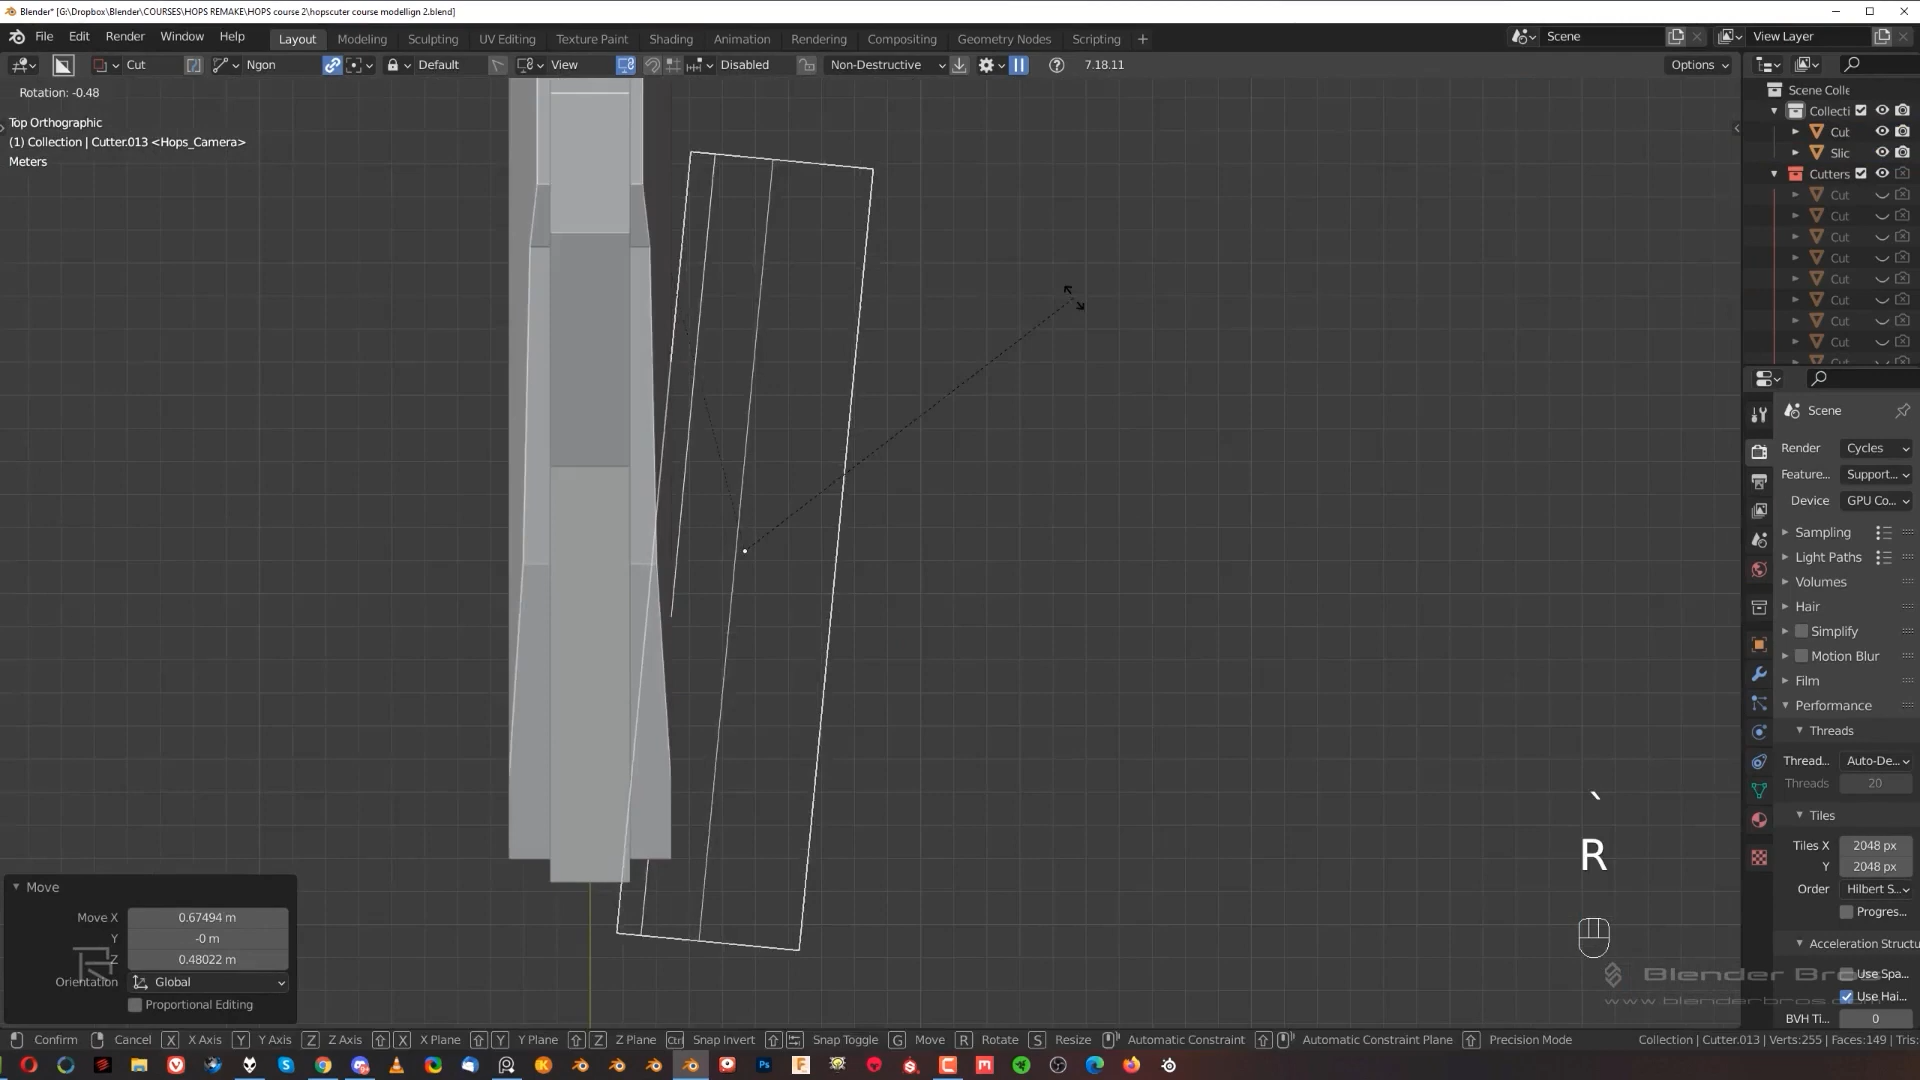 Blender* [G:\Dropbox\Blender\COURSES\HOPS REMAKE\HOPS course 2\hopscuter course modellign 2.blend]
File Edit Render Window Help Layout Modeling Sculpting UV Editing Texture Paint Shading Animation Rendering Compositing Geometry Nodes Scripting + Scene View Layer
Cut Ngon Default View Disabled Non-Destructive 7.18.11 Options
Rotation: -0.48
Top Orthographic
(1) Collection | Cutter.013 <Hops_Camera>
Meters
Scene Colle
Collecti
Cut
Slic
Cutters
Cut
Cut
Cut
Cut
Cut
Cut
Cut
Cut
Scene
Render Cycles
Feature... Support...
Device GPU Co...
Sampling
Light Paths
Volumes
Hair
Simplify
Motion Blur
Film
Performance
Threads
Thread... Auto-De...
Threads 20
Tiles
Tiles X 2048 px
Y 2048 px
Order Hilbert S...
Progres...
Acceleration Structu
Use Spa...
Use Hai...
BVH Ti... 0
`
R
Blender Bros
www.blenderbros.com
Move
Move X 0.67494 m
Y -0 m
Z 0.48022 m
Orientation Global
Proportional Editing
Confirm Cancel X X Axis Y Y Axis Z Z Axis X X Plane Y Y Plane Z Z Plane Ctrl Snap Invert Snap Toggle G Move R Rotate S Resize Automatic Constraint Automatic Constraint Plane Precision Mode Collection | Cutter.013 | Verts:255 | Faces:149 | Tris: